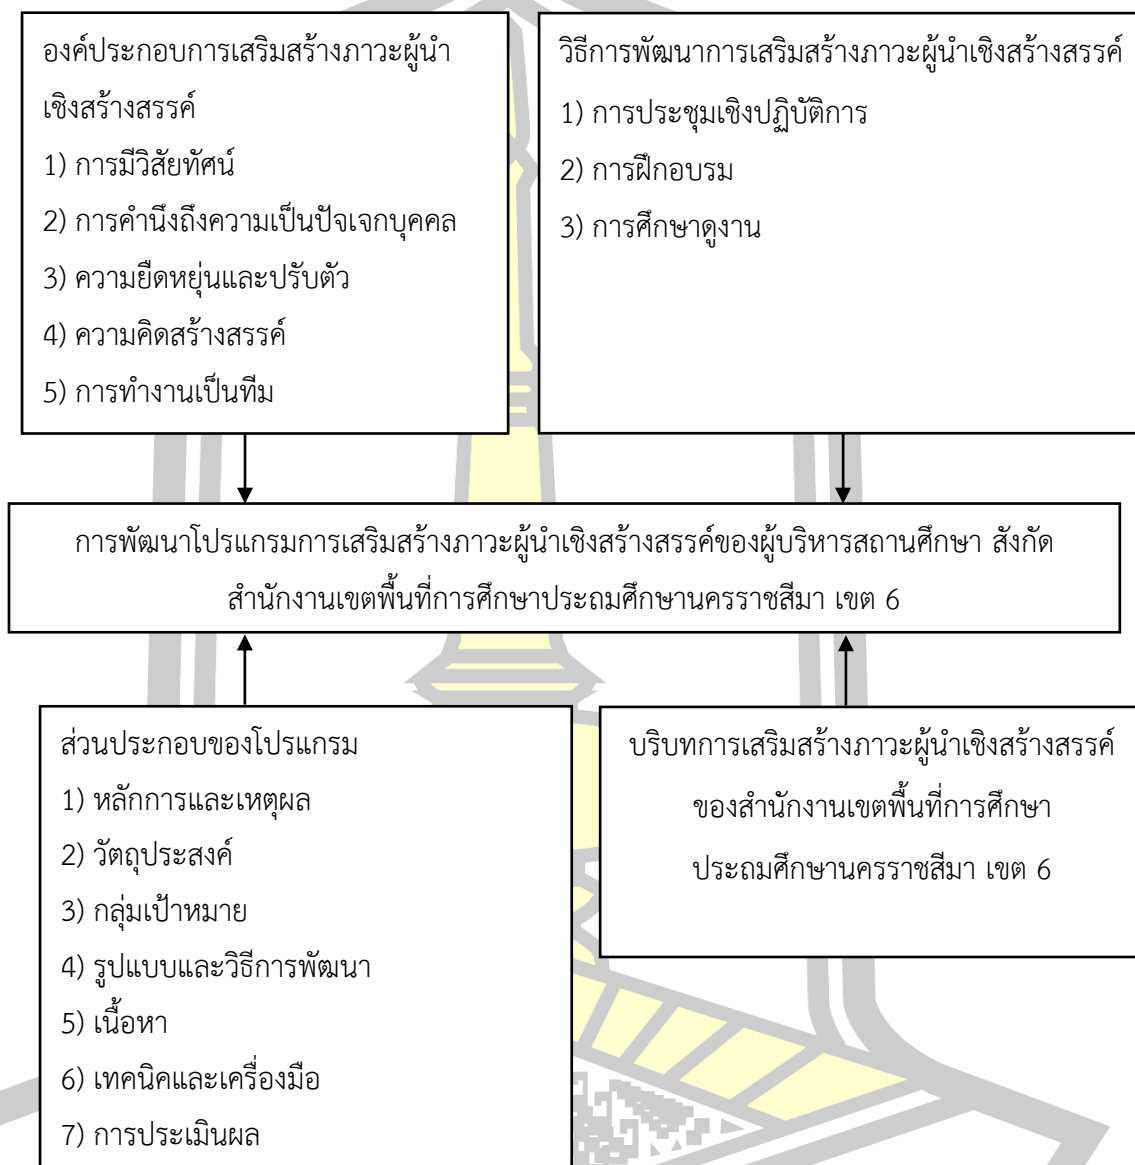 องค์ประกอบการเสริมสร้างภาวะผู้นำ
เชิงสร้างสรรค์
1) การมีวิสัยทัศน์
2) การคำนึงถึงความเป็นปัจเจกบุคคล
3) ความยืดหยุ่นและปรับตัว
4) ความคิดสร้างสรรค์
5) การทำงานเป็นทีม
วิธีการพัฒนาการเสริมสร้างภาวะผู้นำเชิงสร้างสรรค์
1) การประชุมเชิงปฏิบัติการ
2) การฝึกอบรม
3) การศึกษาดูงาน
การพัฒนาโปรแกรมการเสริมสร้างภาวะผู้นำเชิงสร้างสรรค์ของผู้บริหารสถานศึกษา สังกัด
สำนักงานเขตพื้นที่การศึกษาประถมศึกษานครราชสีมา เขต 6
ส่วนประกอบของโปรแกรม
1) หลักการและเหตุผล
2) วัตถุประสงค์
3) กลุ่มเป้าหมาย
4) รูปแบบและวิธีการพัฒนา
5) เนื้อหา
6) เทคนิคและเครื่องมือ
7) การประเมินผล
บริบทการเสริมสร้างภาวะผู้นำเชิงสร้างสรรค์
ของสำนักงานเขตพื้นที่การศึกษา
ประถมศึกษานครราชสีมา เขต 6